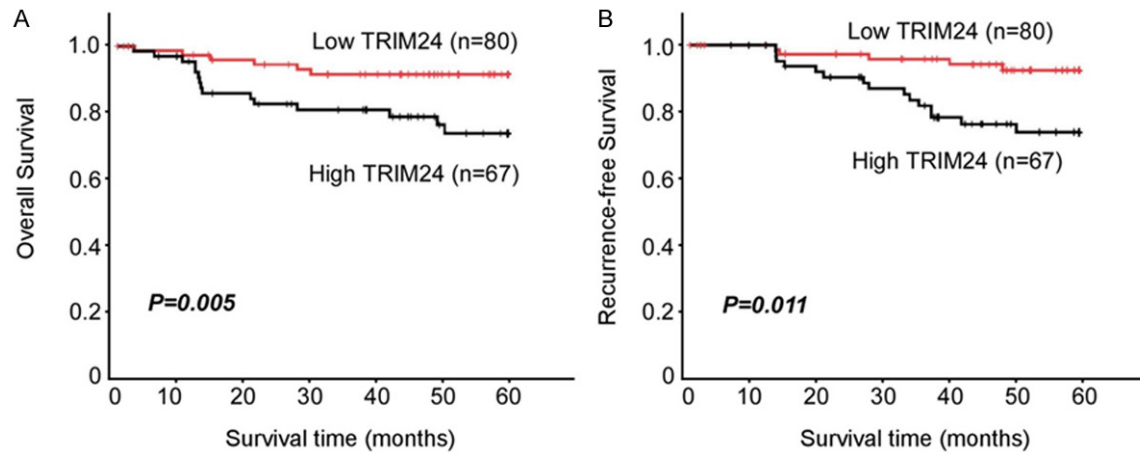 A
Overall Survival
1.0
0.8
0.6
0.4
0.2
0
Low TRIM24 (n=80)
High TRIM24 (n=67)
P=0.005
0 10 20 30 40 50 60
Survival time (months)
B
Recurrence-free Survival
1.0
0.8
0.6
0.4
0.2
0
Low TRIM24 (n=80)
High TRIM24 (n=67)
P=0.011
0 10 20 30 40 50 60
Survival time (months)